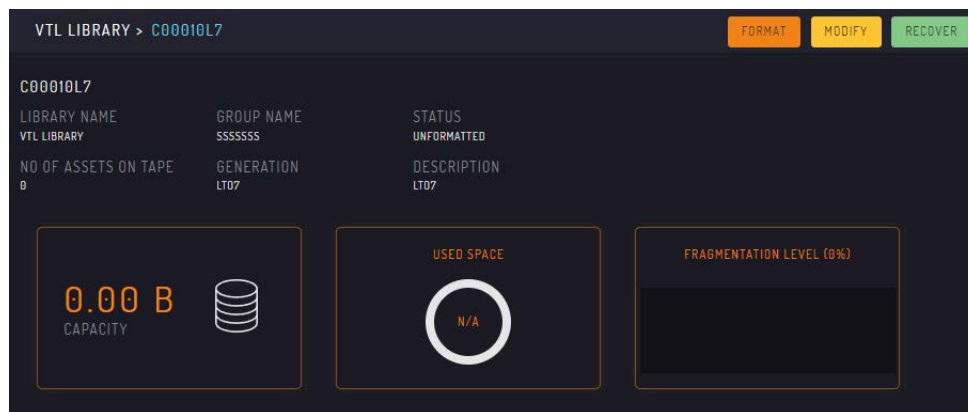 VTL LIBRARY > C00010L7
FORMAT MODIFY RECOVER
C00010L7
LIBRARY NAME GROUP NAME STATUS
VTL LIBRARY SSSSSSS UNFORMATTED
NO OF ASSETS ON TAPE GENERATION DESCRIPTION
0 LTO7 LTO7
USED SPACE
FRAGMENTATION LEVEL (0%)
0.00 B
CAPACITY
N/A